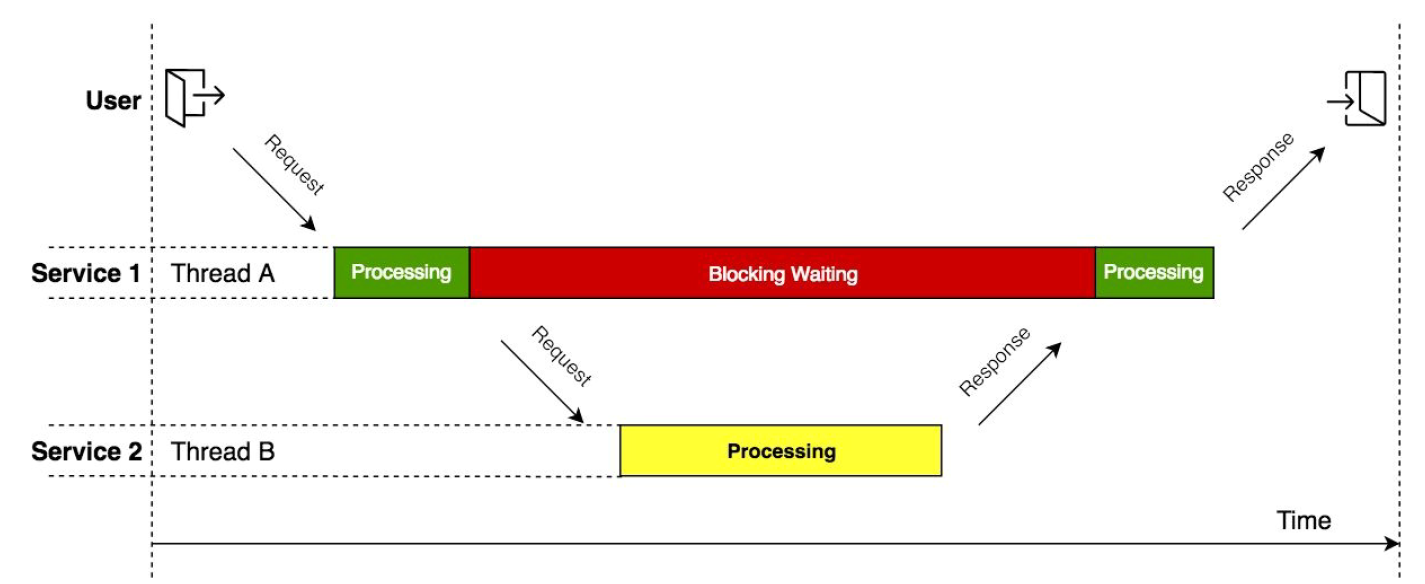 User
Request
Response
Service 1
Thread A
Processing
Blocking Waiting
Processing
Request
Response
Service 2
Thread B
Processing
Time